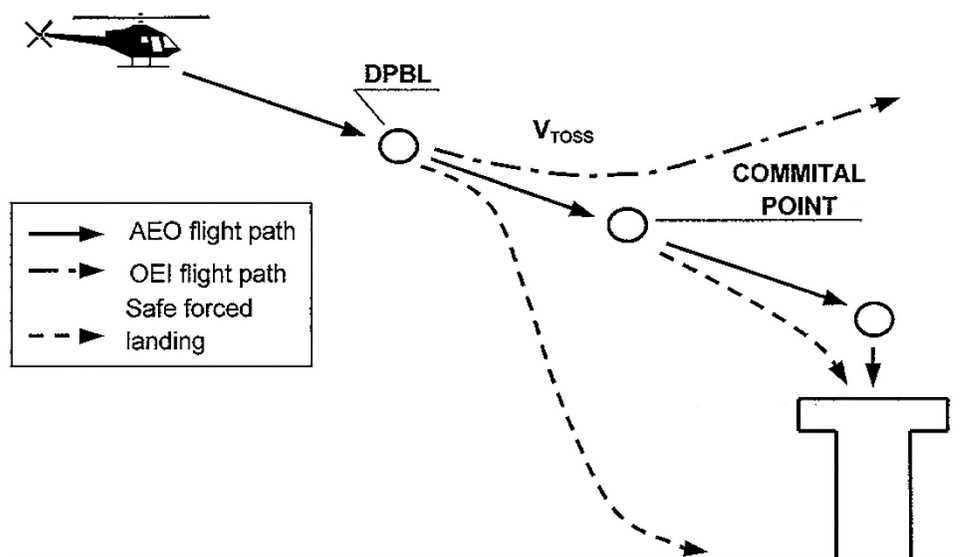 DPBL
VTOSS
COMMITAL
POINT
AEO flight path
OEI flight path
Safe forced
landing